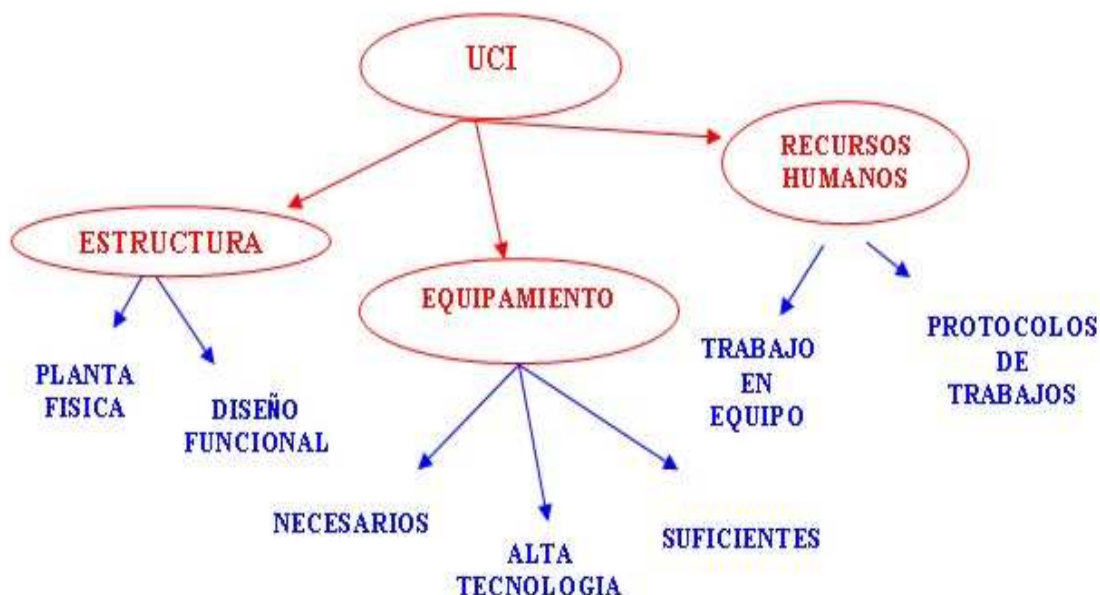 UCI
RECURSOS
HUMANOS
ESTRUCTURA
EQUIPAMIENTO
PLANTA
FISICA
DISEÑO
FUNCIONAL
TRABAJO
EN
EQUIPO
PROTOCOLOS
DE
TRABAJOS
NECESARIOS
ALTA
TECNOLOGIA
SUFICIENTES